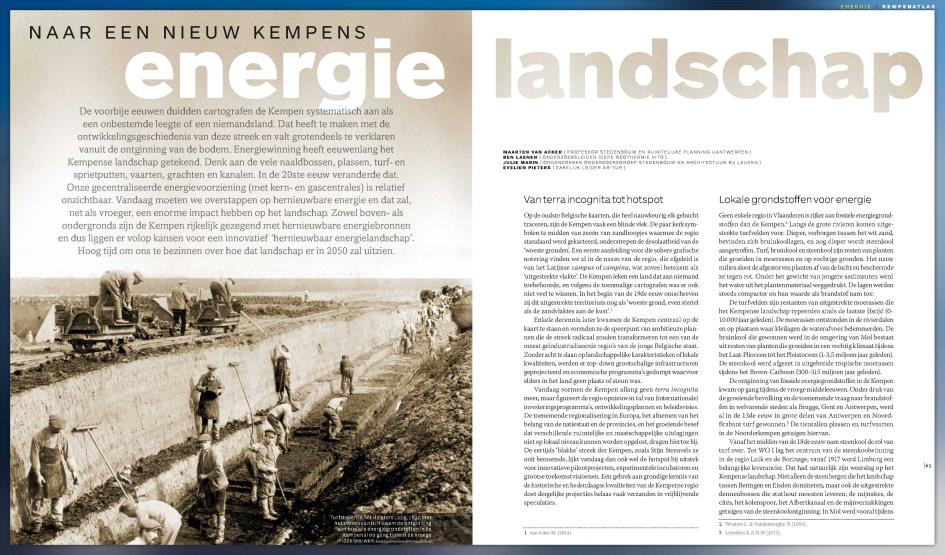 ENERGIE | KEMPENATLAS
NAAR EEN NIEUW KEMPENS
energie landschap
De voorbije eeuwen duidden cartografen de Kempen systematisch aan als
een onbestemde leegte of een niemandsland. Dat heeft te maken met de
ontwikkelingsgeschiedenis van deze streek en valt grotendeels te verklaren
vanuit de ontginning van de bodem. Energiewinning heeft eeuwenlang het
Kempense landschap getekend. Denk aan de vele naaldbossen, plassen, turf- en
sprietputten, vaarten, grachten en kanalen. In de 20ste eeuw veranderde dat.
Onze gecentraliseerde energievoorziening (met kern- en gascentrales) is relatief
onzichtbaar. Vandaag moeten we overstappen op hernieuwbare energie en dat zal,
net als vroeger, een enorme impact hebben op het landschap. Zowel boven- als
ondergronds zijn de Kempen rijkelijk gezegend met hernieuwbare energiebronnen
en dus liggen er volop kansen voor een innovatief ‘hernieuwbaar energielandschap’.
Hoog tijd om ons te bezinnen over hoe dat landschap er in 2050 zal uitzien.
MAARTEN VAN ACKER [ PROFESSOR STEDENBOUW EN RUIMTELIJKE PLANNING UANTWERPEN ]
BEN LAENEN [ ONDERZOEKSLEIDER DIEPE GEOTHERMIE VITO ]
JULIE MARIN [ ONDERZOEKER ONDERZOEKSGROEP STEDENBOUW EN ARCHITECTUUR KU LEUVEN ]
EVELIEN PIETERS [ ZAKELIJK LEIDER AR-TUR ]
Van terra incognita tot hotspot
Op de oudste Belgische kaarten, die heel nauwkeurig elk gehucht
traceren, zijn de Kempen vaak een blinde vlek. De paar kerksym-
bolen te midden van zeeën van zandhoopjes waarmee de regio
standaard werd gekarteerd, onderstrepen de desolaatheid van de
‘woeste gronden’. Een eerste aanleiding voor die sobere grafische
notering vinden we al in de naam van de regio, die afgeleid is
van het Latijnse campus of campina, wat zoveel betekent als
‘uitgestrekte vlakte’. De Kempen leken een land dat aan niemand
toebehoorde, en volgens de toenmalige cartografen was er ook
niet veel te winnen. In het begin van de 19de eeuw omschreven
zij dit uitgestrekte territorium nog als ‘woeste grond, even steriel
als de zandvlaktes aan de kust’.¹
Enkele decennia later kwamen de Kempen centraal op de
kaart te staan en vormden ze de speerpunt van ambitieuze plan-
nen die de streek radicaal zouden transformeren tot een van de
meest geïndustrialiseerde regio’s van de jonge Belgische staat.
Zonder acht te slaan op landschappelijke karakteristieken of lokale
kwaliteiten, werden er top-down grootschalige infrastructuren
geprojecteerd en economische programma’s gedumpt waarvoor
elders in het land geen plaats of steun was.
Vandaag vormen de Kempen allang geen terra incognita
meer, maar figureert de regio opnieuw in tal van (internationale)
investeringsprogramma’s, ontwikkelingsplannen en beleidsvisies.
De toenemende regionalisering in Europa, het afnemen van het
belang van de natiestaat en de provincies, en het groeiende besef
dat verschillende ruimtelijke en maatschappelijke uitdagingen
niet op lokaal niveau kunnen worden opgelost, dragen hiertoe bij.
De eertijds ‘blakke’ streek der Kempen, zoals Stijn Streuvels ze
ooit benoemde, lijkt vandaag dan ook wel de hotspot bij uitstek
voor innovatieve pilootprojecten, experimentele incubatoren en
grootse toekomstvisioenen. Een gebrek aan grondige kennis van
de historische en hedendaagse kwaliteiten van de Kempense regio
doet dergelijke projecties helaas vaak verzanden in vrijblijvende
speculaties.
1 Van Acker M. (2014).
Lokale grondstoffen voor energie
Geen enkele regio in Vlaanderen is rijker aan fossiele energiegrond-
stoffen dan de Kempen.² Langs de grote rivieren komen uitge-
strekte turfvelden voor. Dieper, verborgen tussen het wit zand,
bevinden zich bruinkoollagen, en nog dieper wordt steenkool
aangetroffen. Turf, bruinkool en steenkool zijn resten van planten
die groeiden in moerassen en op vochtige gronden. Het natte
milieu sloot de afgestorven planten af van de lucht en beschermde
ze tegen rot. Onder het gewicht van jongere sedimenten werd
het water uit het plantenmateriaal weggedrukt. De lagen werden
steeds compacter en hun waarde als brandstof nam toe.
De turfvelden zijn restanten van uitgestrekte moerassen die
het Kempense landschap typeerden sinds de laatste IJstijd (0-
10.000 jaar geleden). De moerassen ontstonden in de rivierdalen
en op plaatsen waar kleilagen de waterafvoer belemmerden. De
bruinkool die gewonnen werd in de omgeving van Mol bestaat
uit resten van planten die groeiden in een vochtig klimaat tijdens
het Laat-Plioceen tot het Pleistoceen (1-3,5 miljoen jaar geleden).
De steenkool werd afgezet in uitgebreide tropische moerassen
tijdens het Boven-Carboon (300-315 miljoen jaar geleden).
De ontginning van fossiele energiegrondstoffen in de Kempen
kwam op gang tijdens de vroege middeleeuwen. Onder druk van
de groeiende bevolking en de toenemende vraag naar brandstof-
fen in welvarende steden als Brugge, Gent en Antwerpen, werd
al in de 13de eeuw in grote delen van Antwerpen en Noord-
Brabant turf gewonnen.³ De tientallen plassen en turfvaarten
in de Noorderkempen getuigen hiervan.
Vanaf het midden van de 18de eeuw nam steenkool de rol van
turf over. Tot WO I lag het centrum van de steenkoolwinning
in de regio Luik en de Borinage, vanaf 1917 werd Limburg een
belangrijke leverancier. Dat had natuurlijk zijn weerslag op het
Kempense landschap. Niet alleen de steenbergen die het landschap
tussen Beringen en Eisden domineren, maar ook de uitgestrekte
dennenbossen die stuthout moesten leveren, de mijnsites, de
cités, het kolenspoor, het Albertkanaal en de mijnverzakkingen
getuigen van de steenkoolontginning. In Mol werd vooral tijdens
2 Wouters L. & Vandenberghe N. (1994).
3 Leenders K.A.H.W (2013).
|51